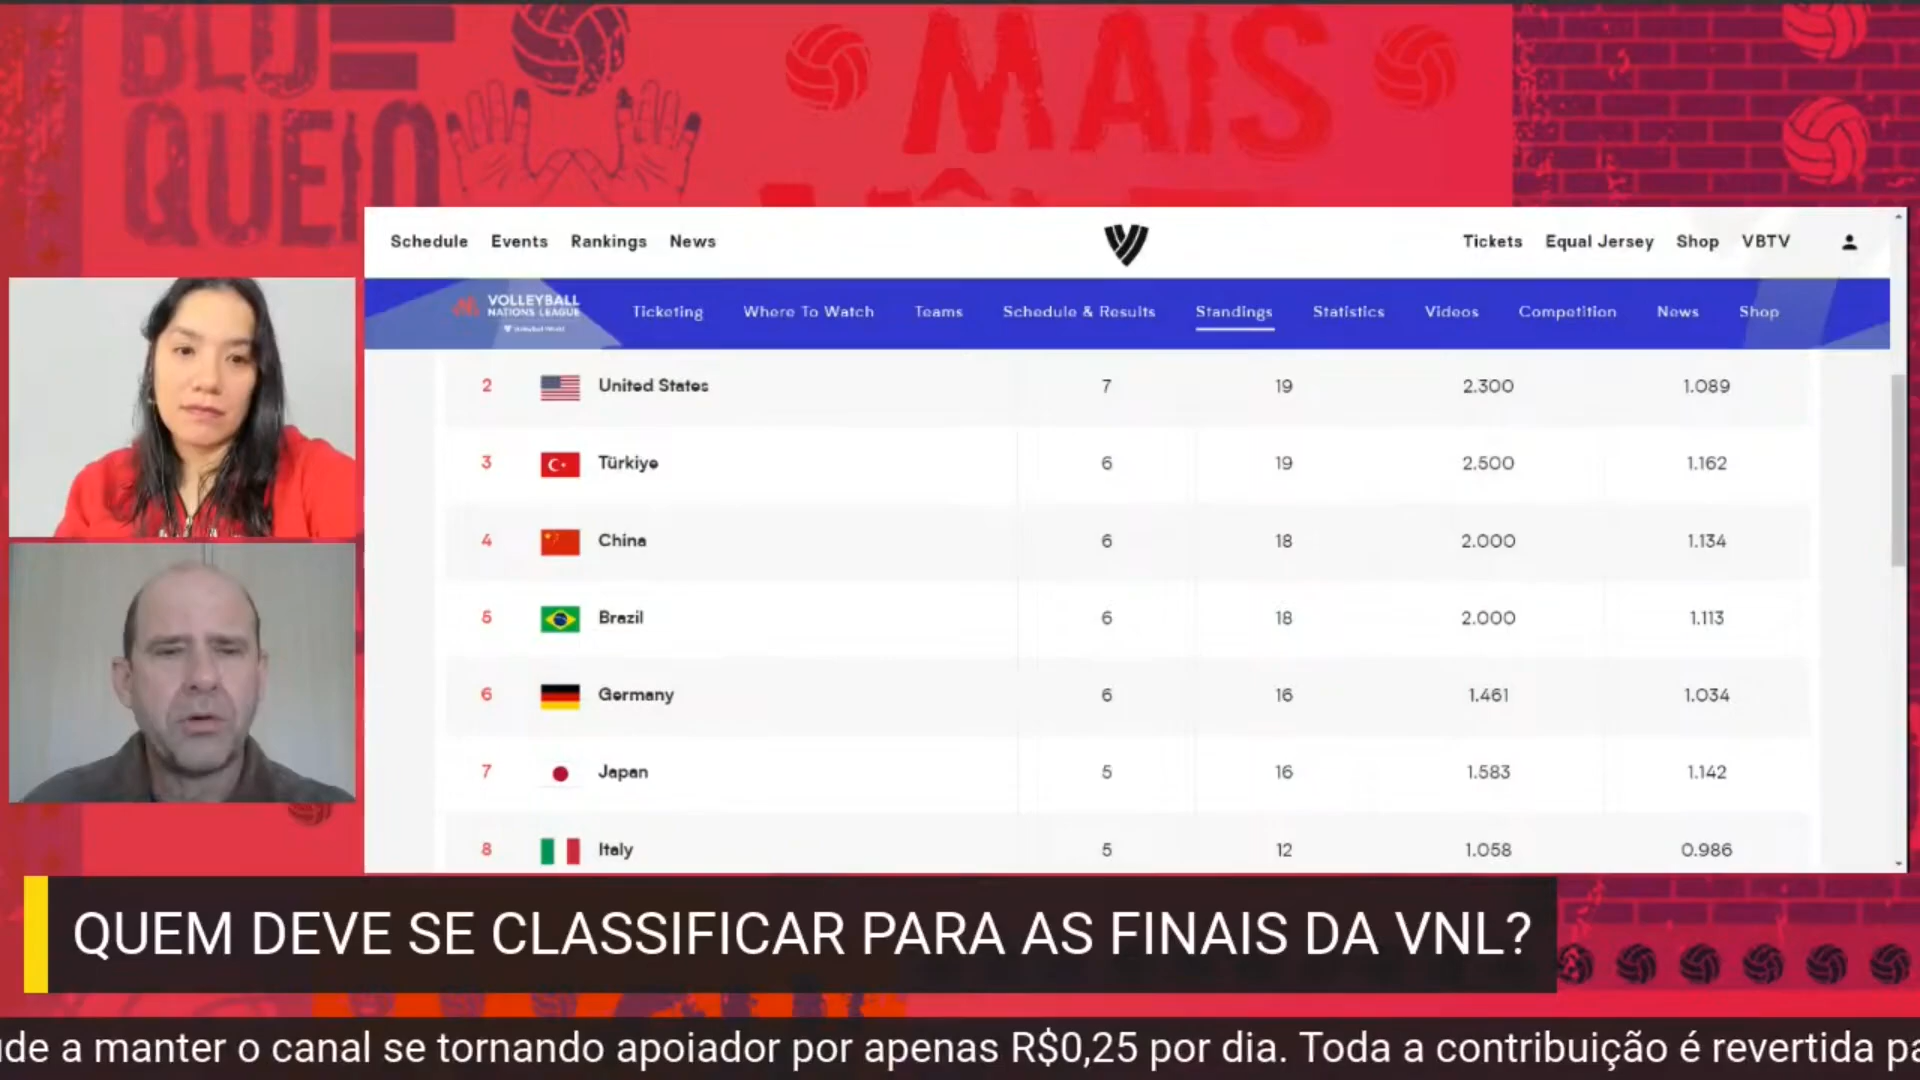 BLO
QUEIO
MAIS
Schedule Events Rankings News
Tickets Equal Jersey Shop VBTV
VOLLEYBALL
NATIONS LEAGUE
Volleyball World
Ticketing Where To Watch Teams Schedule & Results Standings Statistics Videos Competition News Shop
2 United States 7 19 2.300 1.089
3 Türkiye 6 19 2.500 1.162
4 China 6 18 2.000 1.134
5 Brazil 6 18 2.000 1.113
6 Germany 6 16 1.461 1.034
7 Japan 5 16 1.583 1.142
8 Italy 5 12 1.058 0.986
QUEM DEVE SE CLASSIFICAR PARA AS FINAIS DA VNL?
de a manter o canal se tornando apoiador por apenas R$0,25 por dia. Toda a contribuição é revertida pa